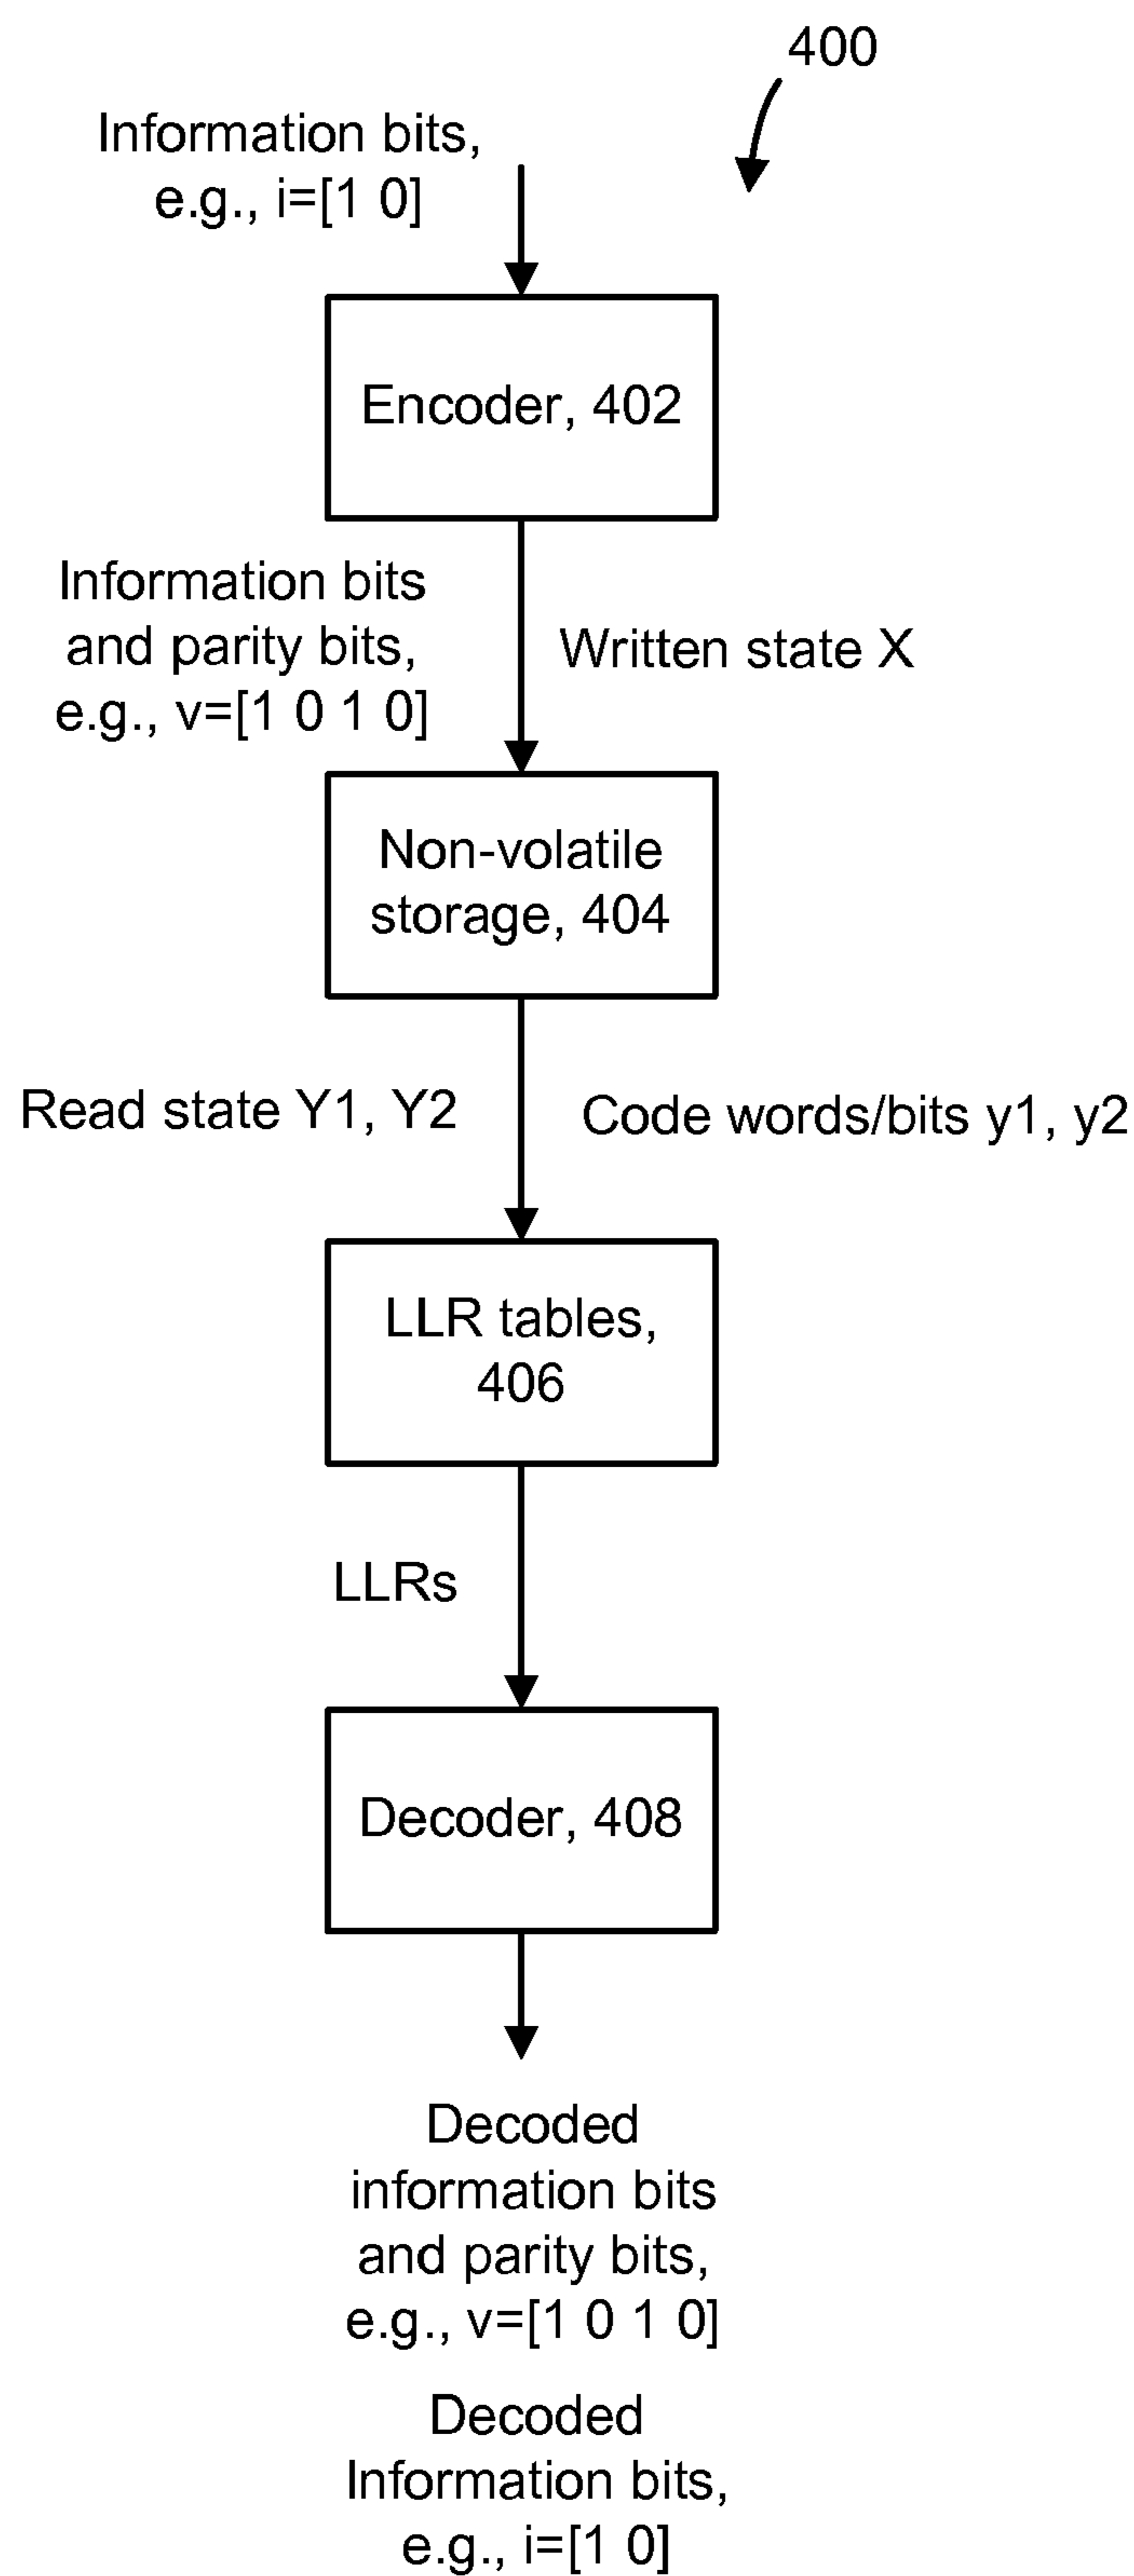 400
Information bits,
e.g., i=[1 0]
Encoder, 402
Information bits
and parity bits,
e.g., v=[1 0 1 0]
Written state X
Non-volatile
storage, 404
Read state Y1, Y2
Code words/bits y1, y2
LLR tables,
406
LLRs
Decoder, 408
Decoded
information bits
and parity bits,
e.g., v=[1 0 1 0]
Decoded
Information bits,
e.g., i=[1 0]